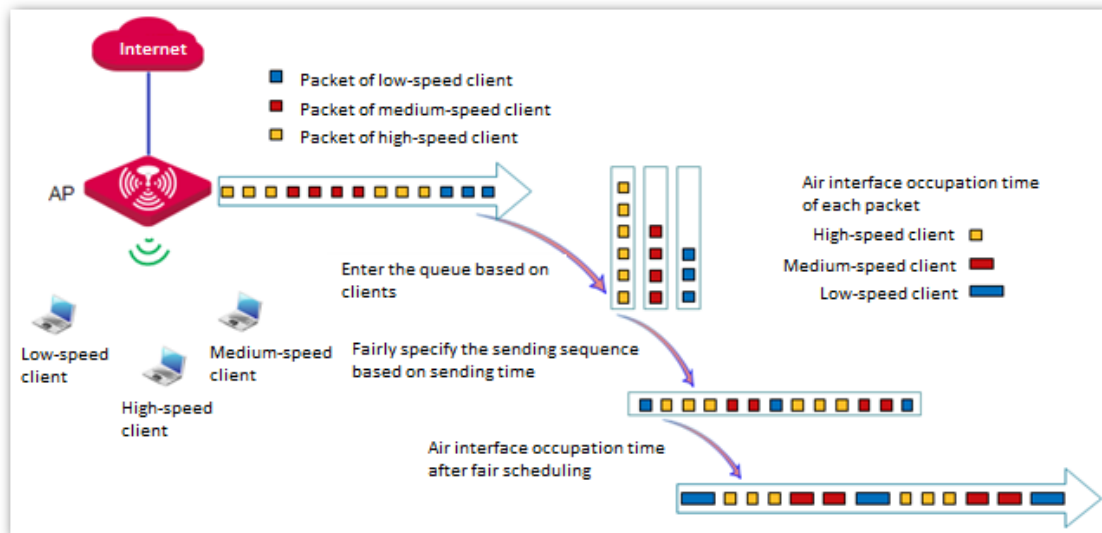 Internet
Packet of low-speed client
Packet of medium-speed client
Packet of high-speed client
AP
Air interface occupation time
of each packet
High-speed client
Medium-speed client
Low-speed client
Enter the queue based on
clients
Low-speed
client
Medium-speed
client
High-speed
client
Fairly specify the sending sequence
based on sending time
Air interface occupation time
after fair scheduling